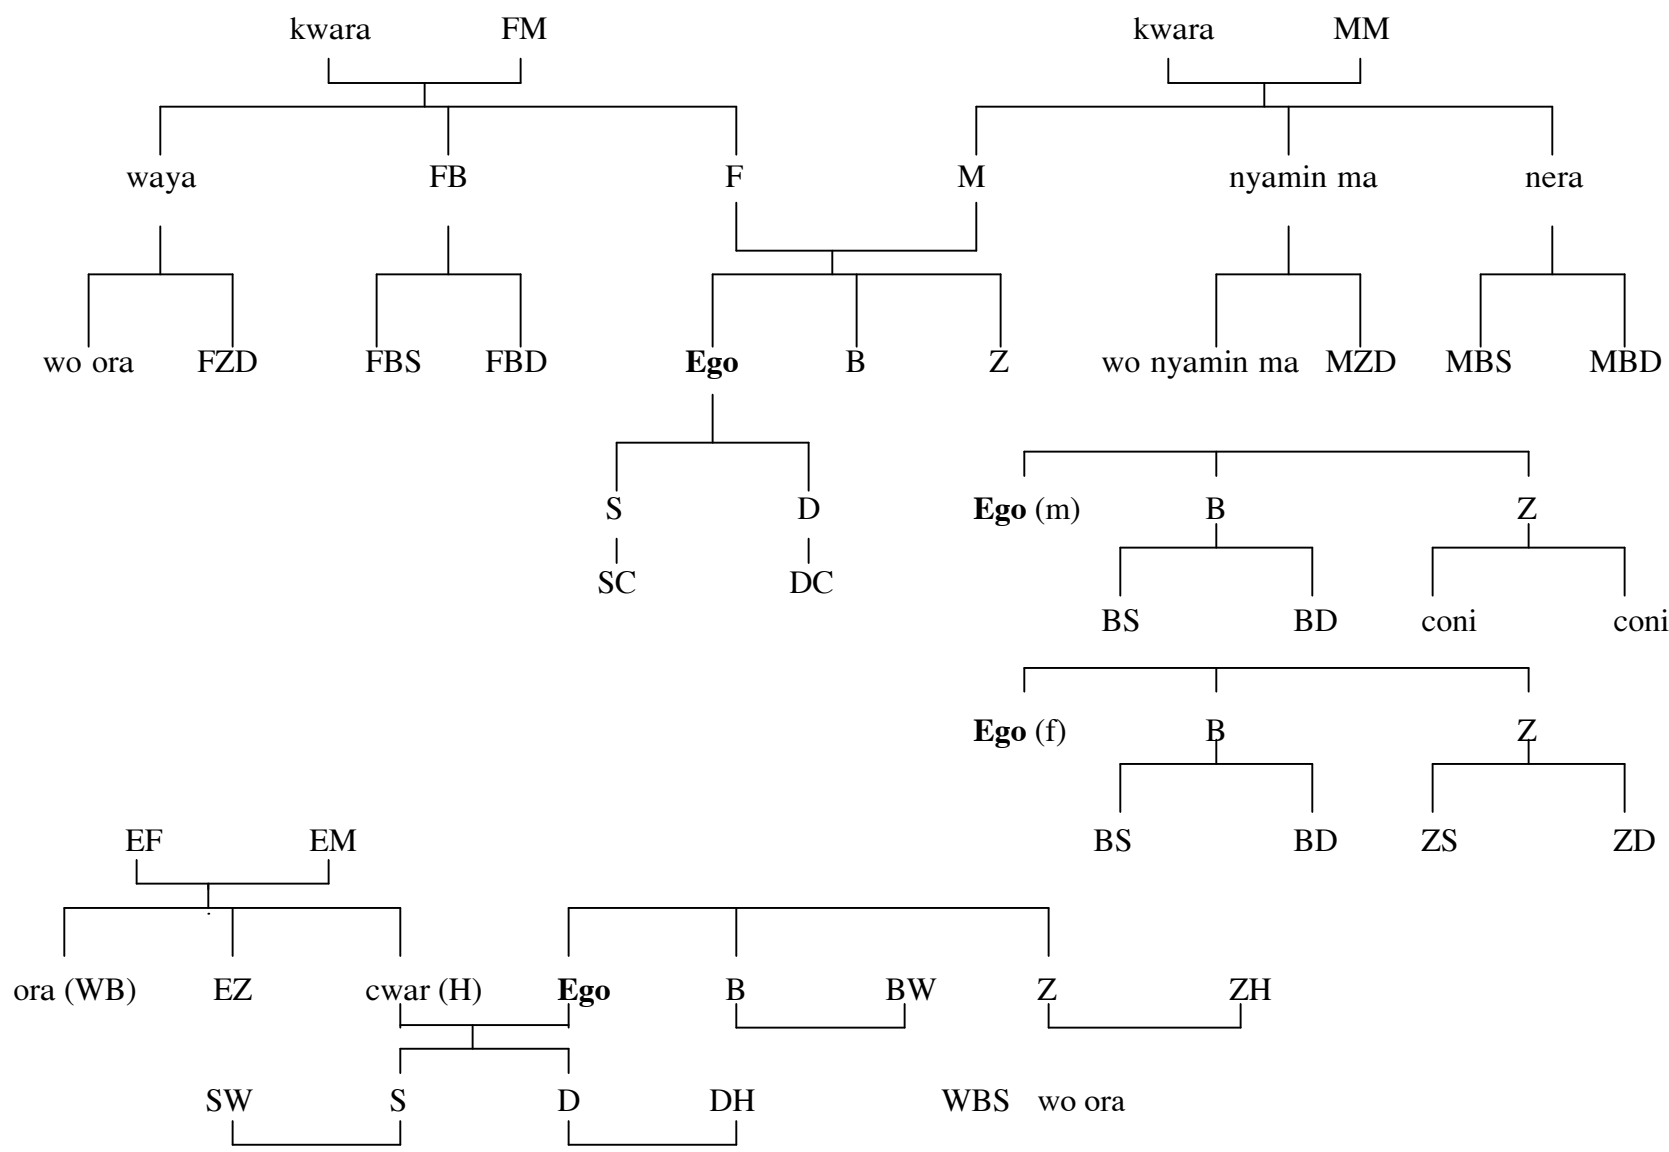 kwara FM kwara MM
waya FB F M nyamin ma nera
wo ora FZD FBS FBD Ego B Z wo nyamin ma MZD MBS MBD
S D Ego (m) B Z
SC DC
BS BD coni coni
Ego (f) B Z
EF EM BS BD ZS ZD
ora (WB) EZ cwar (H) Ego B BW Z ZH
SW S D DH WBS wo ora